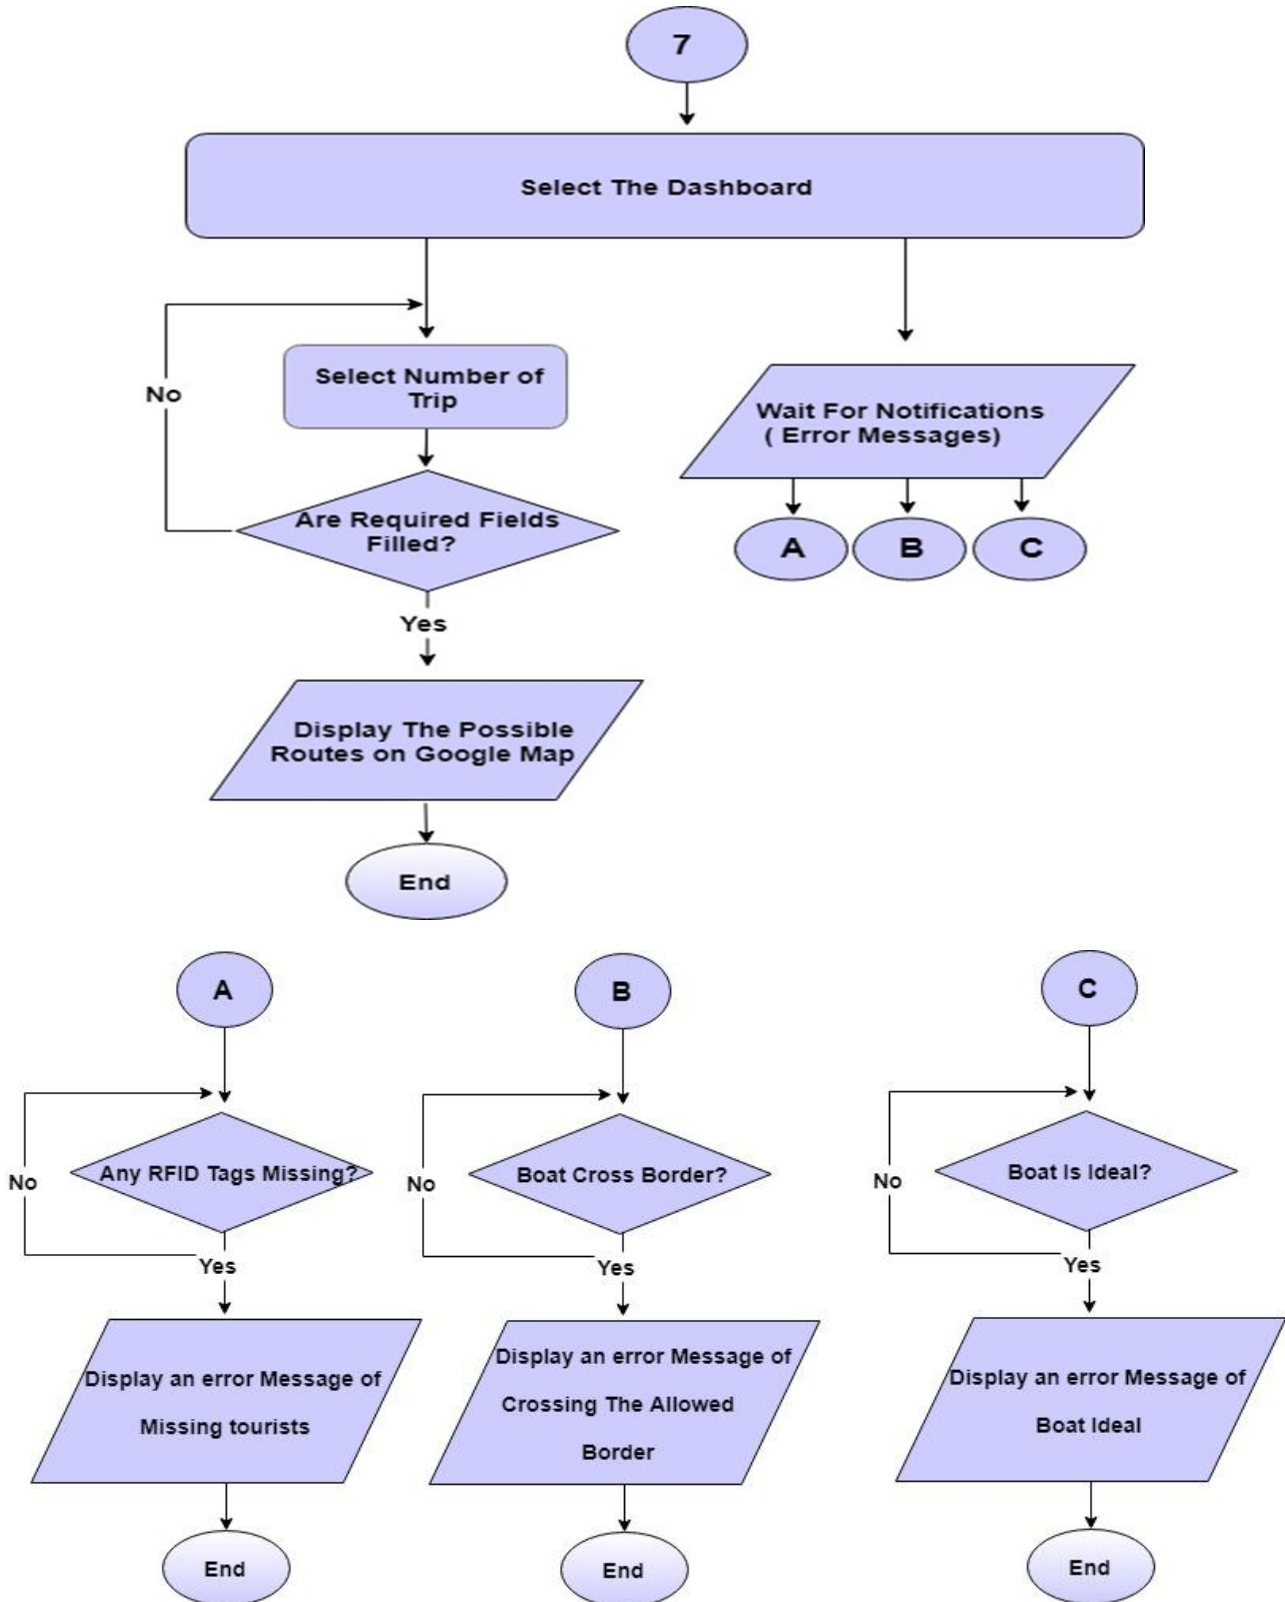 7
Select The Dashboard
No
Select Number of
Trip
Are Required Fields
Filled?
Yes
Display The Possible
Routes on Google Map
End
Wait For Notifications
( Error Messages)
A
B
C
A
Any RFID Tags Missing?
No
Yes
Display an error Message of
Missing tourists
End
B
Boat Cross Border?
No
Yes
Display an error Message of
Crossing The Allowed
Border
End
C
Boat Is Ideal?
No
Yes
Display an error Message of
Boat Ideal
End